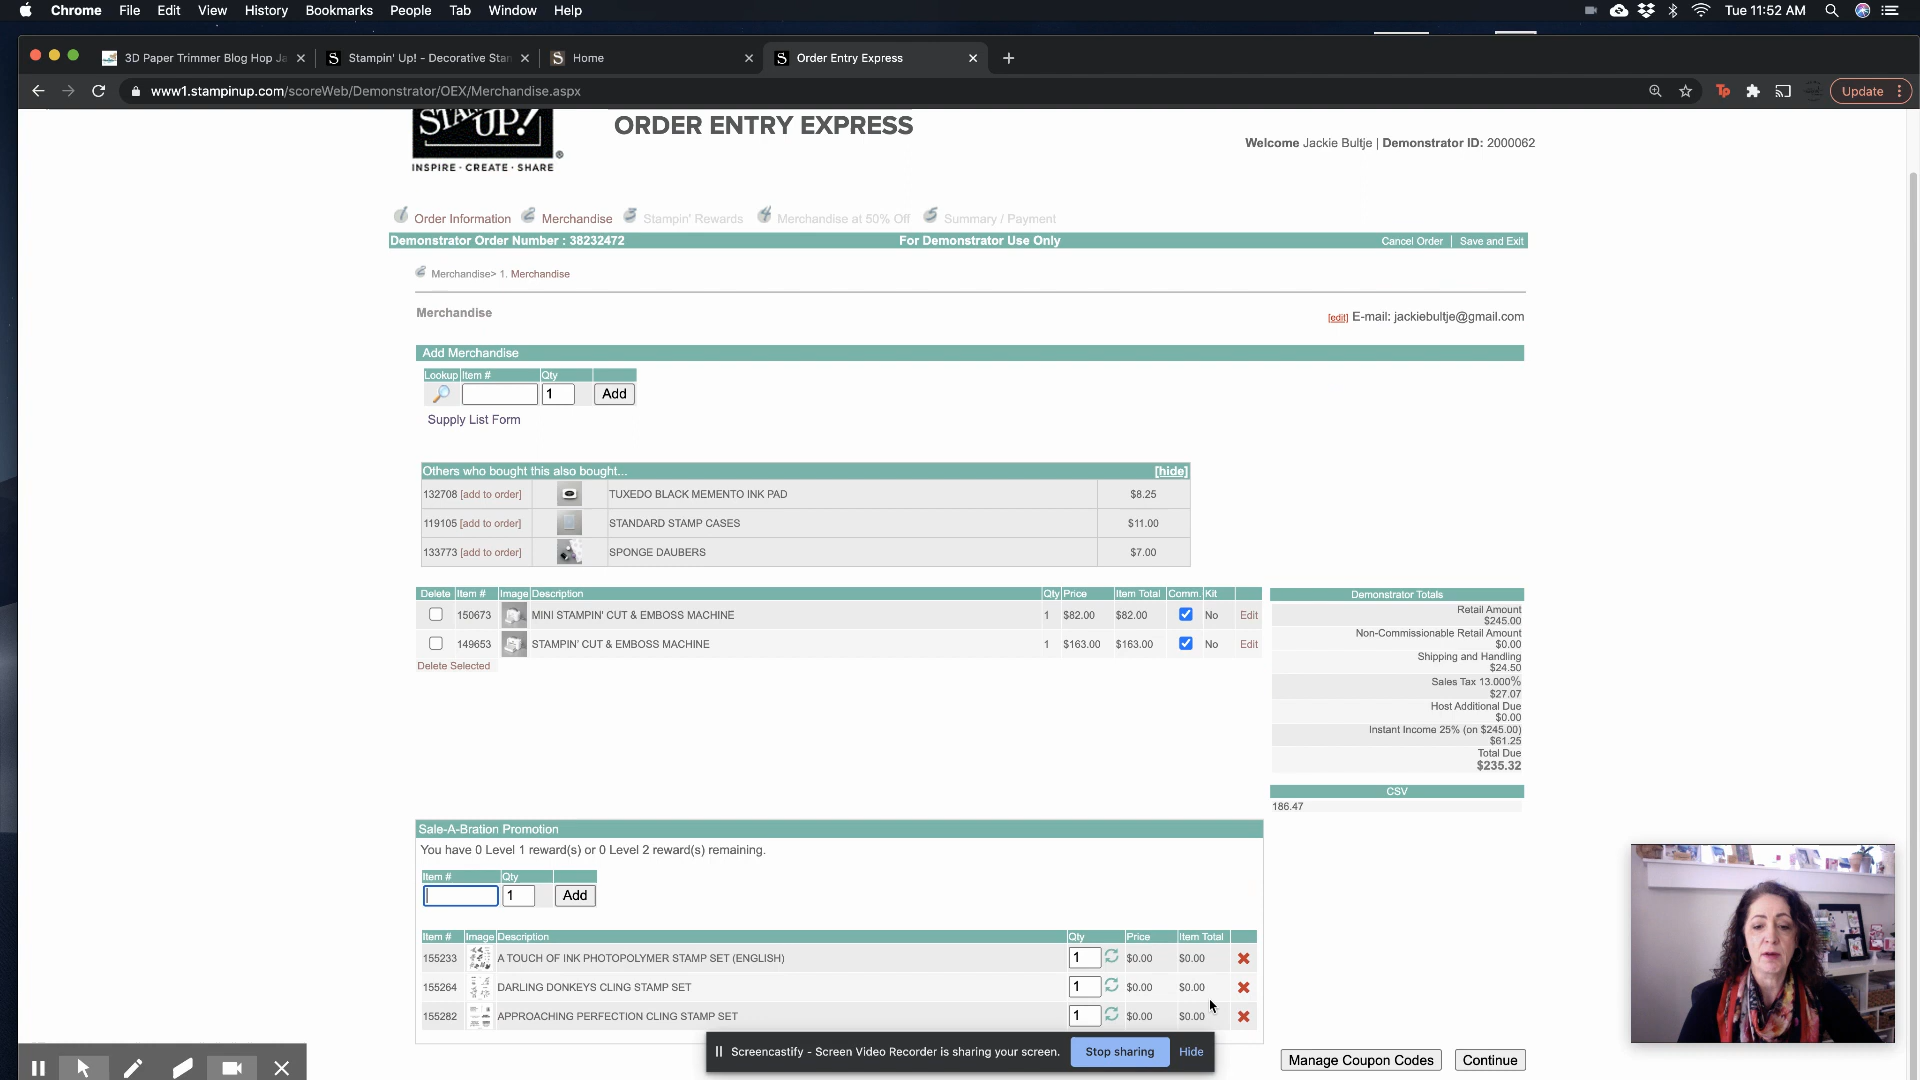 Chrome File Edit View History Bookmarks People Tab Window Help Tue 11:52 AM
3D Paper Trimmer Blog Hop Ja Stampin' Up! - Decorative Stan Home Order Entry Express
www1.stampinup.com/scoreWeb/Demonstrator/OEX/Merchandise.aspx Tp Update
STAMPIN' UP!®
INSPIRE · CREATE · SHARE
ORDER ENTRY EXPRESS
Welcome Jackie Bultje | Demonstrator ID: 2000062
1 Order Information 2 Merchandise 3 Stampin' Rewards 4 Merchandise at 50% Off 5 Summary / Payment
Demonstrator Order Number : 38232472 For Demonstrator Use Only Cancel Order | Save and Exit
2 Merchandise> 1. Merchandise
Merchandise
[edit] E-mail: jackiebultje@gmail.com
Add Merchandise
Lookup Item # Qty
1 Add
Supply List Form
Others who bought this also bought... [hide]
132708 [add to order] TUXEDO BLACK MEMENTO INK PAD $8.25
119105 [add to order] STANDARD STAMP CASES $11.00
133773 [add to order] SPONGE DAUBERS $7.00
Delete Item # Image Description Qty Price Item Total Comm. Kit
150673 MINI STAMPIN' CUT & EMBOSS MACHINE 1 $82.00 $82.00 No Edit
149653 STAMPIN' CUT & EMBOSS MACHINE 1 $163.00 $163.00 No Edit
Delete Selected
Demonstrator Totals
Retail Amount
$245.00
Non-Commissionable Retail Amount
$0.00
Shipping and Handling
$24.50
Sales Tax 13.000%
$27.07
Host Additional Due
$0.00
Instant Income 25% (on $245.00)
$61.25
Total Due
$235.32
CSV
186.47
Sale-A-Bration Promotion
You have 0 Level 1 reward(s) or 0 Level 2 reward(s) remaining.
Item # Qty
1 Add
Item # Image Description Qty Price Item Total
155233 A TOUCH OF INK PHOTOPOLYMER STAMP SET (ENGLISH) 1 $0.00 $0.00
155264 DARLING DONKEYS CLING STAMP SET 1 $0.00 $0.00
155282 APPROACHING PERFECTION CLING STAMP SET 1 $0.00 $0.00
Screencastify - Screen Video Recorder is sharing your screen. Stop sharing Hide
Manage Coupon Codes Continue